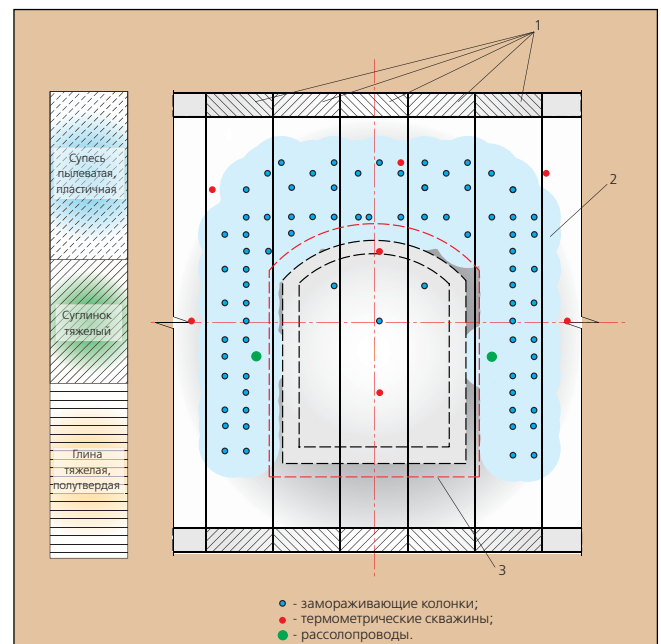 1
Супесь
пылеватая,
пластичная
2
Суглинок
тяжелый
Глина
тяжелая,
полутвердая
3
- замораживающие колонки;
- термометрические скважины;
- рассолопроводы.